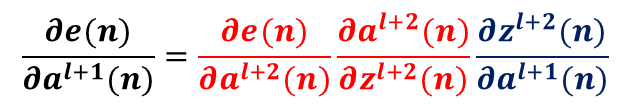 ∂e(n)/∂a^{l+1}(n) = ∂e(n)/∂a^{l+2}(n) ∂a^{l+2}(n)/∂z^{l+2}(n) ∂z^{l+2}(n)/∂a^{l+1}(n)